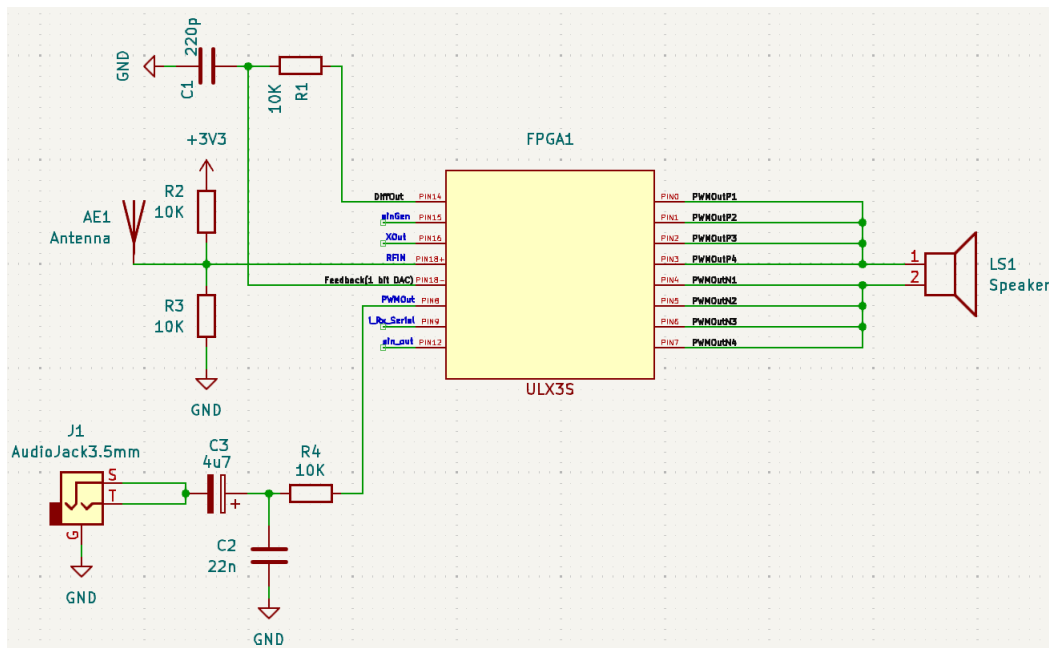 220p
GND
C1
10K
R1
+3V3
FPGA1
R2
10K
AE1
Antenna
DiffOut PIN14
sinGen PIN15
XOut PIN16
RFIN PIN18+
Feedback(1 bit DAC) PIN18-
PWMOut PIN8
i_Rx_Serial PIN9
sin_out PIN12
PIN0 PWMOutP1
PIN1 PWMOutP2
PIN2 PWMOutP3
PIN3 PWMOutP4
PIN4 PWMOutN1
PIN5 PWMOutN2
PIN6 PWMOutN3
PIN7 PWMOutN4
1
2
LS1
Speaker
R3
10K
GND
ULX3S
J1
AudioJack3.5mm
S
T
G
GND
C3
4u7
+
R4
10K
C2
22n
GND